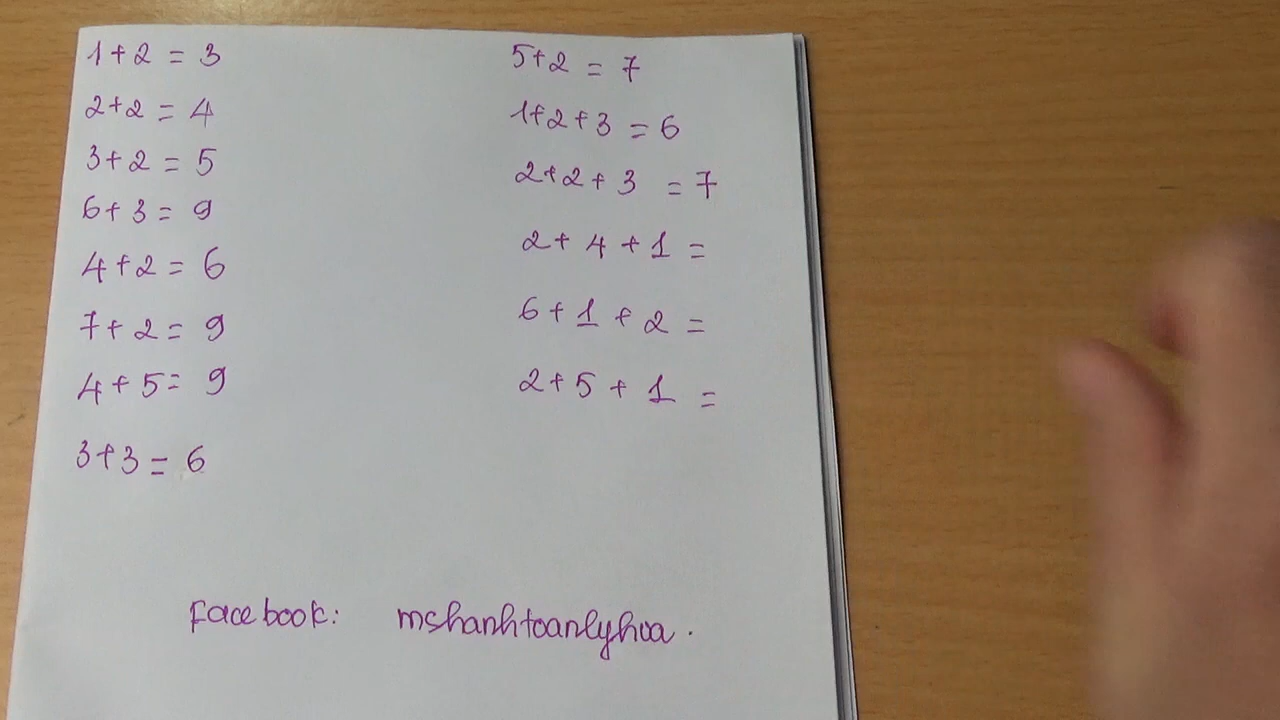 1+2 = 3
2+2 = 4
3+2 = 5
6+3 = 9
4+2 = 6
7+2 = 9
4+5 = 9
3+3 = 6
5+2 = 7
1+2+3 = 6
2+2+3 = 7
2+4+1 =
6+1+2 =
2+5+1 =
Facebook: mshanhtoanlyhoa.